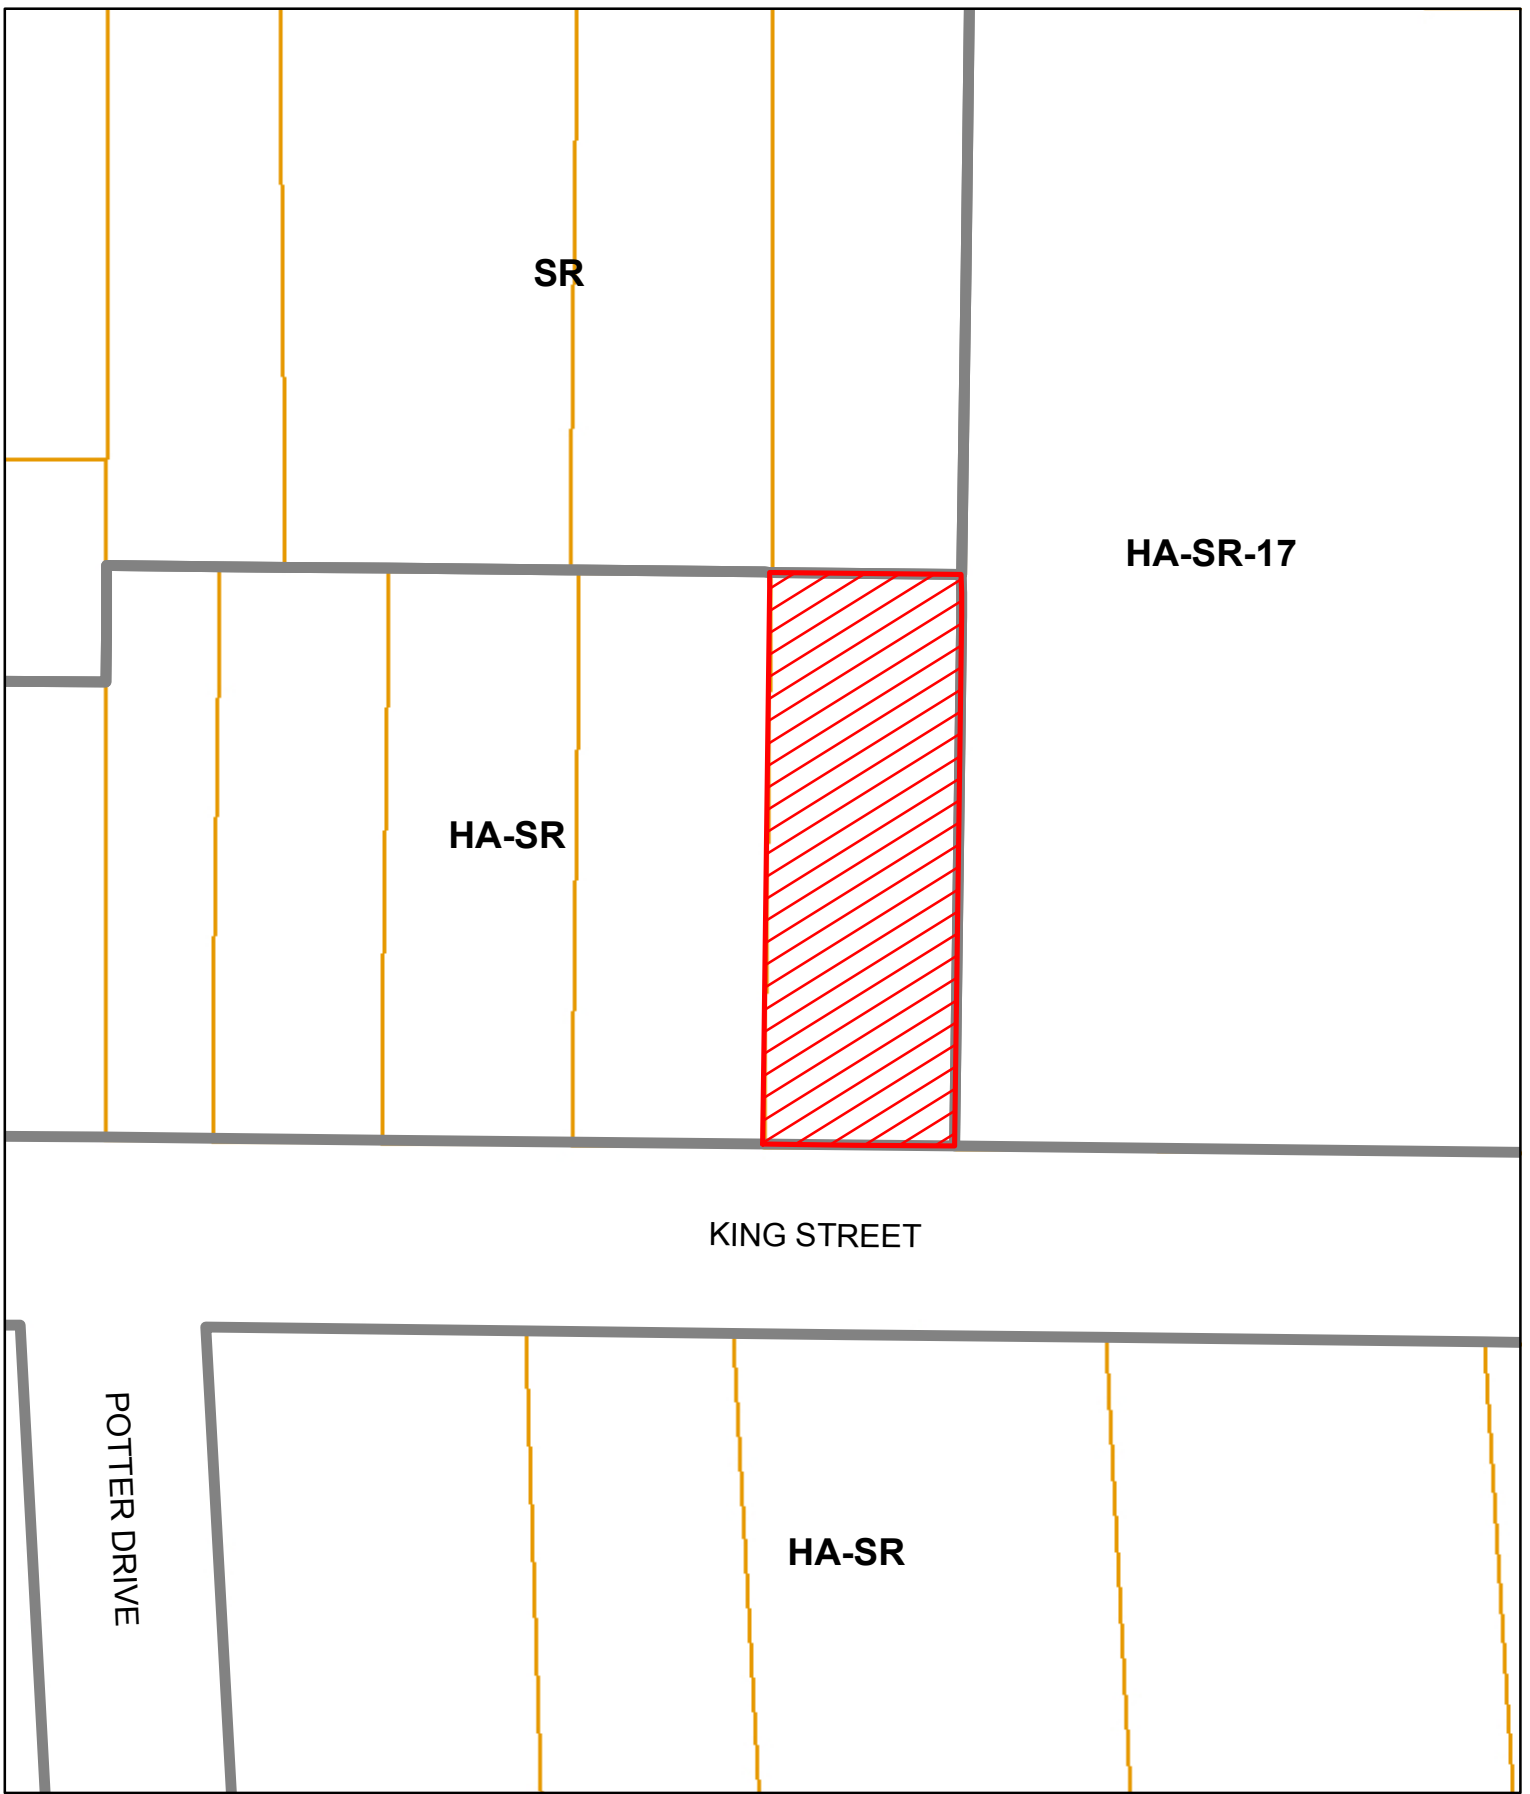 SR
HA-SR-17
HA-SR
KING STREET
POTTER DRIVE
HA-SR